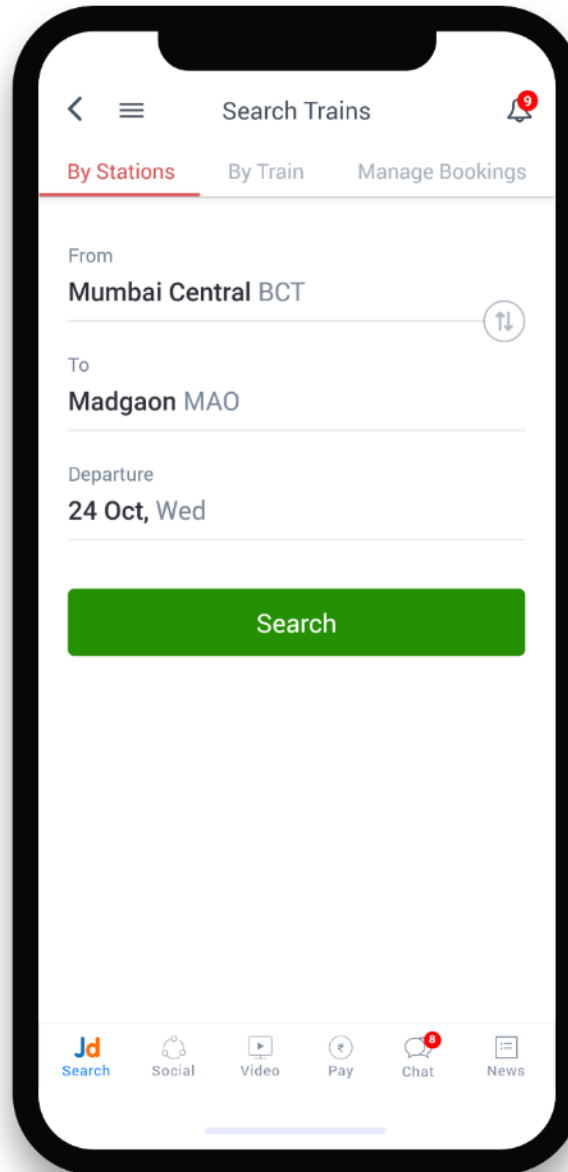 Search Trains
9
By Stations By Train Manage Bookings
From
Mumbai Central BCT
To
Madgaon MAO
Departure
24 Oct, Wed
Search
Jd
8
₹
Search Social Video Pay Chat News